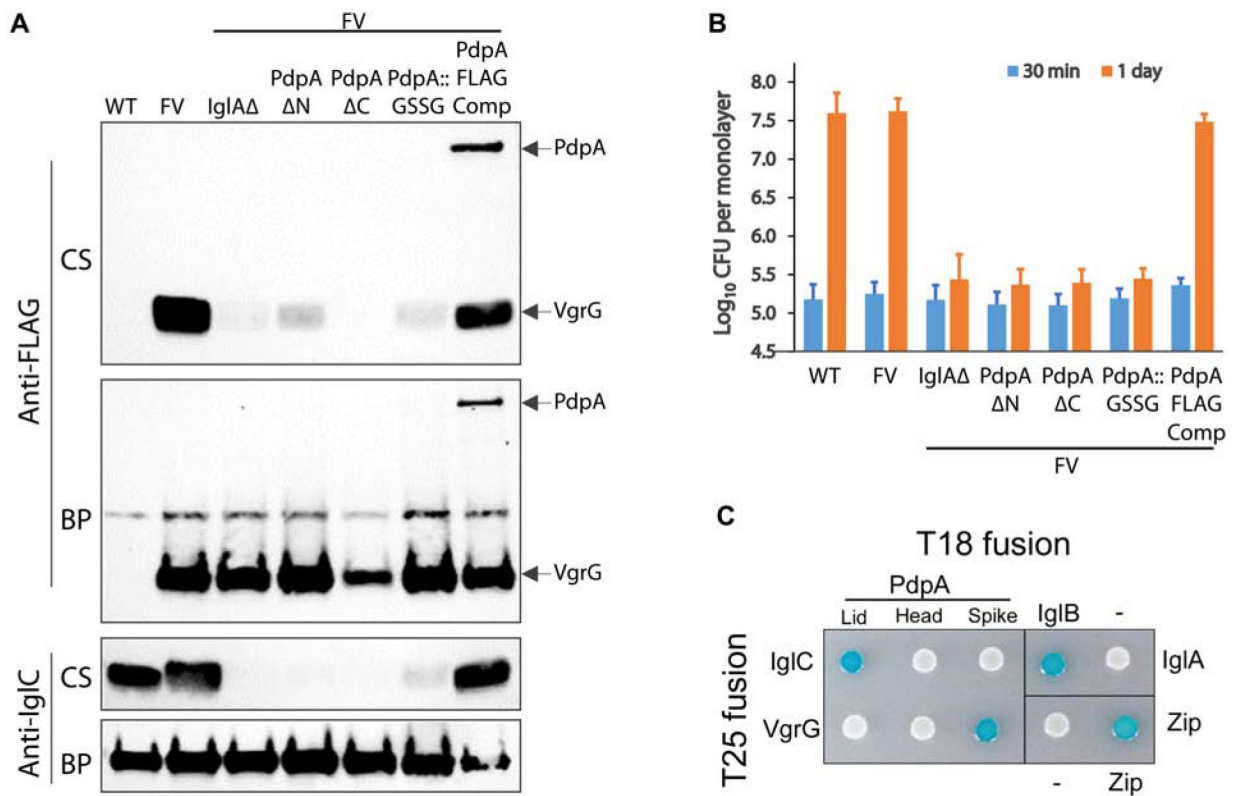 A
FV
PdpA
PdpA PdpA PdpA:: FLAG
WT FV IglAΔ ΔN ΔC GSSG Comp
PdpA
CS
VgrG
Anti-FLAG
PdpA
BP
VgrG
Anti-IglC
CS
BP
B
30 min 1 day
Log10 CFU per monolayer
8.0
7.5
7.0
6.5
6.0
5.5
5.0
4.5
WT FV IglAΔ PdpA PdpA PdpA:: PdpA
ΔN ΔC GSSG FLAG
Comp
FV
C
T18 fusion
PdpA
Lid Head Spike IglB -
T25 fusion
IglC IglA
VgrG Zip
- Zip